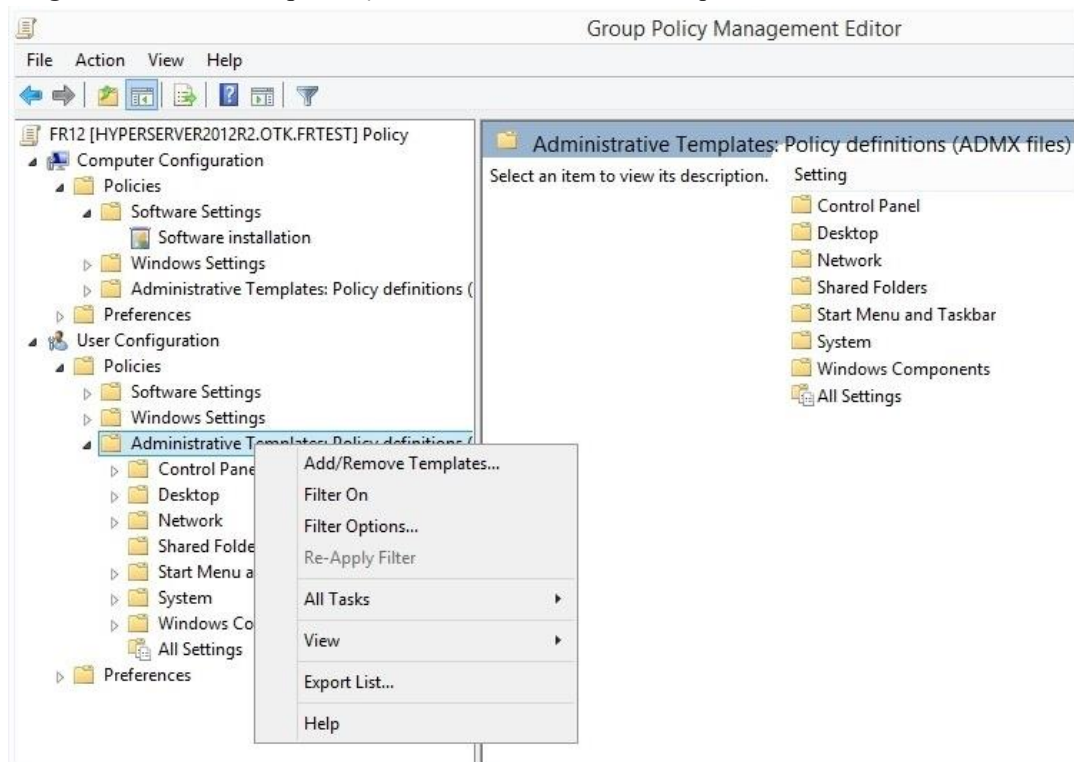 Group Policy Management Editor
File Action View Help
FR12 [HYPERSERVER2012R2.OTK.FRTEST] Policy
Computer Configuration
Policies
Software Settings
Software installation
Windows Settings
Administrative Templates: Policy definitions (
Preferences
User Configuration
Policies
Software Settings
Windows Settings
Administrative Templates: Policy definitions (
Control Pane
Desktop
Network
Shared Folde
Start Menu a
System
Windows Co
All Settings
Preferences
Add/Remove Templates...
Filter On
Filter Options...
Re-Apply Filter
All Tasks
View
Export List...
Help
Administrative Templates: Policy definitions (ADMX files)
Select an item to view its description.
Setting
Control Panel
Desktop
Network
Shared Folders
Start Menu and Taskbar
System
Windows Components
All Settings